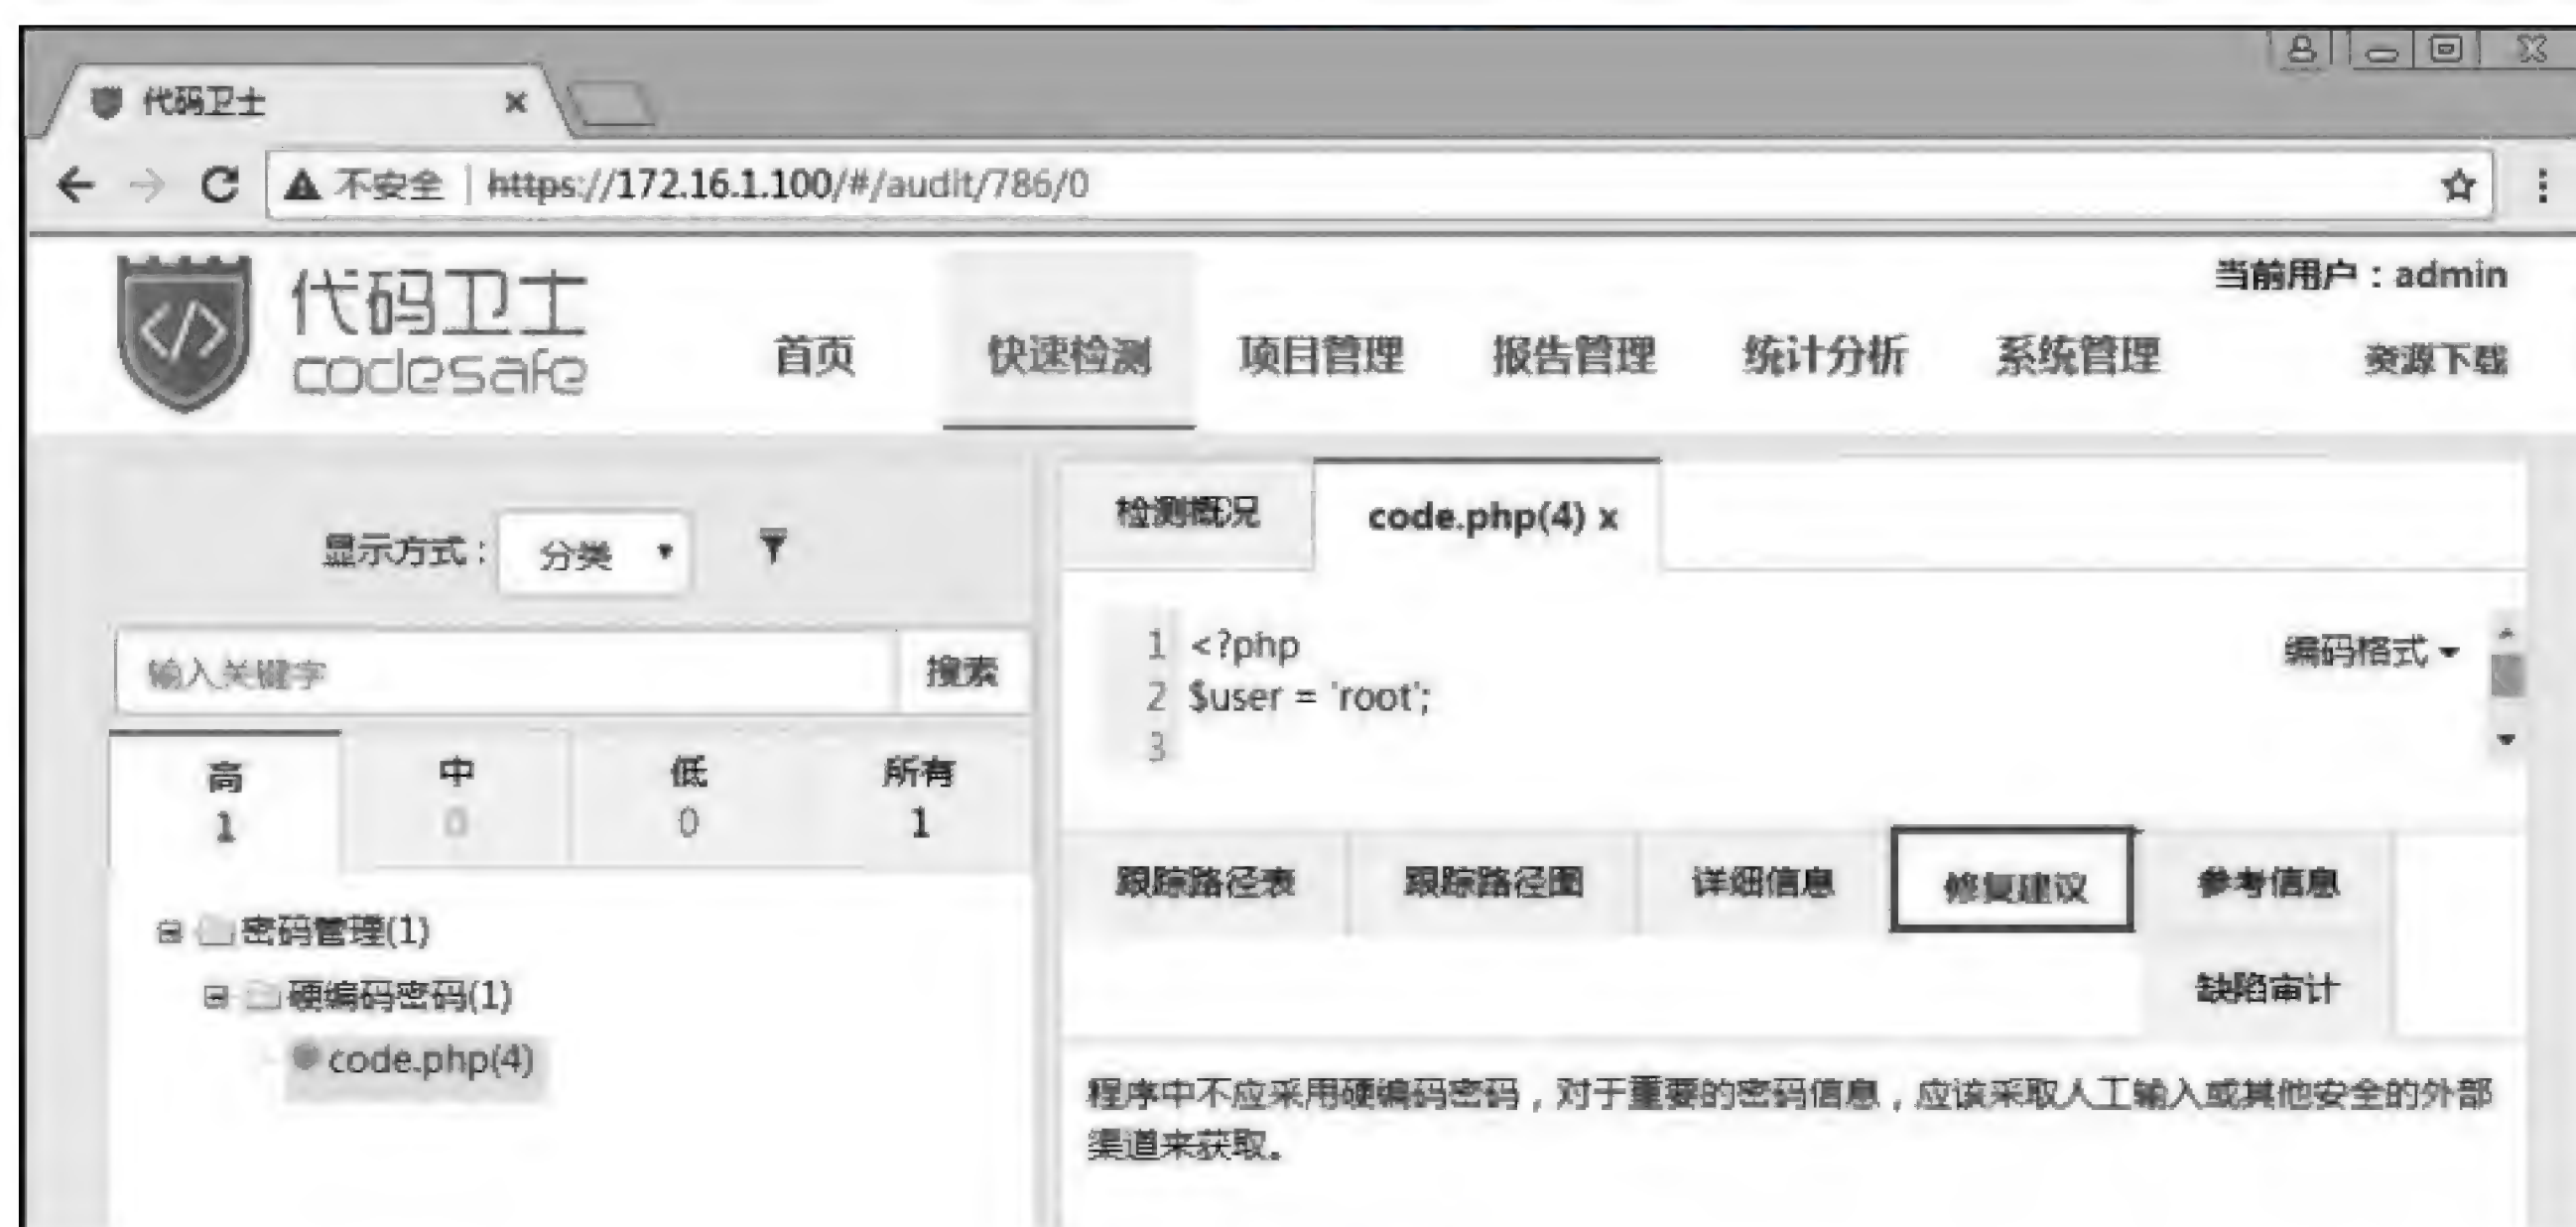 代码卫士 ×
不安全 | https://172.16.1.100/#/audit/786/0
当前用户：admin
代码卫士
codesafe
首页 快速检测 项目管理 报告管理 统计分析 系统管理 资源下载
显示方式： 分类
输入关键字 搜索
高 中 低 所有
1 0 0 1
密码管理(1)
硬编码密码(1)
code.php(4)
检测概况 code.php(4) x
编码格式
1 <?php
2 $user = 'root';
3
跟踪路径表 跟踪路径图 详细信息 修复建议 参考信息
缺陷审计
程序中不应采用硬编码密码，对于重要的密码信息，应该采取人工输入或其他安全的外部
渠道来获取。